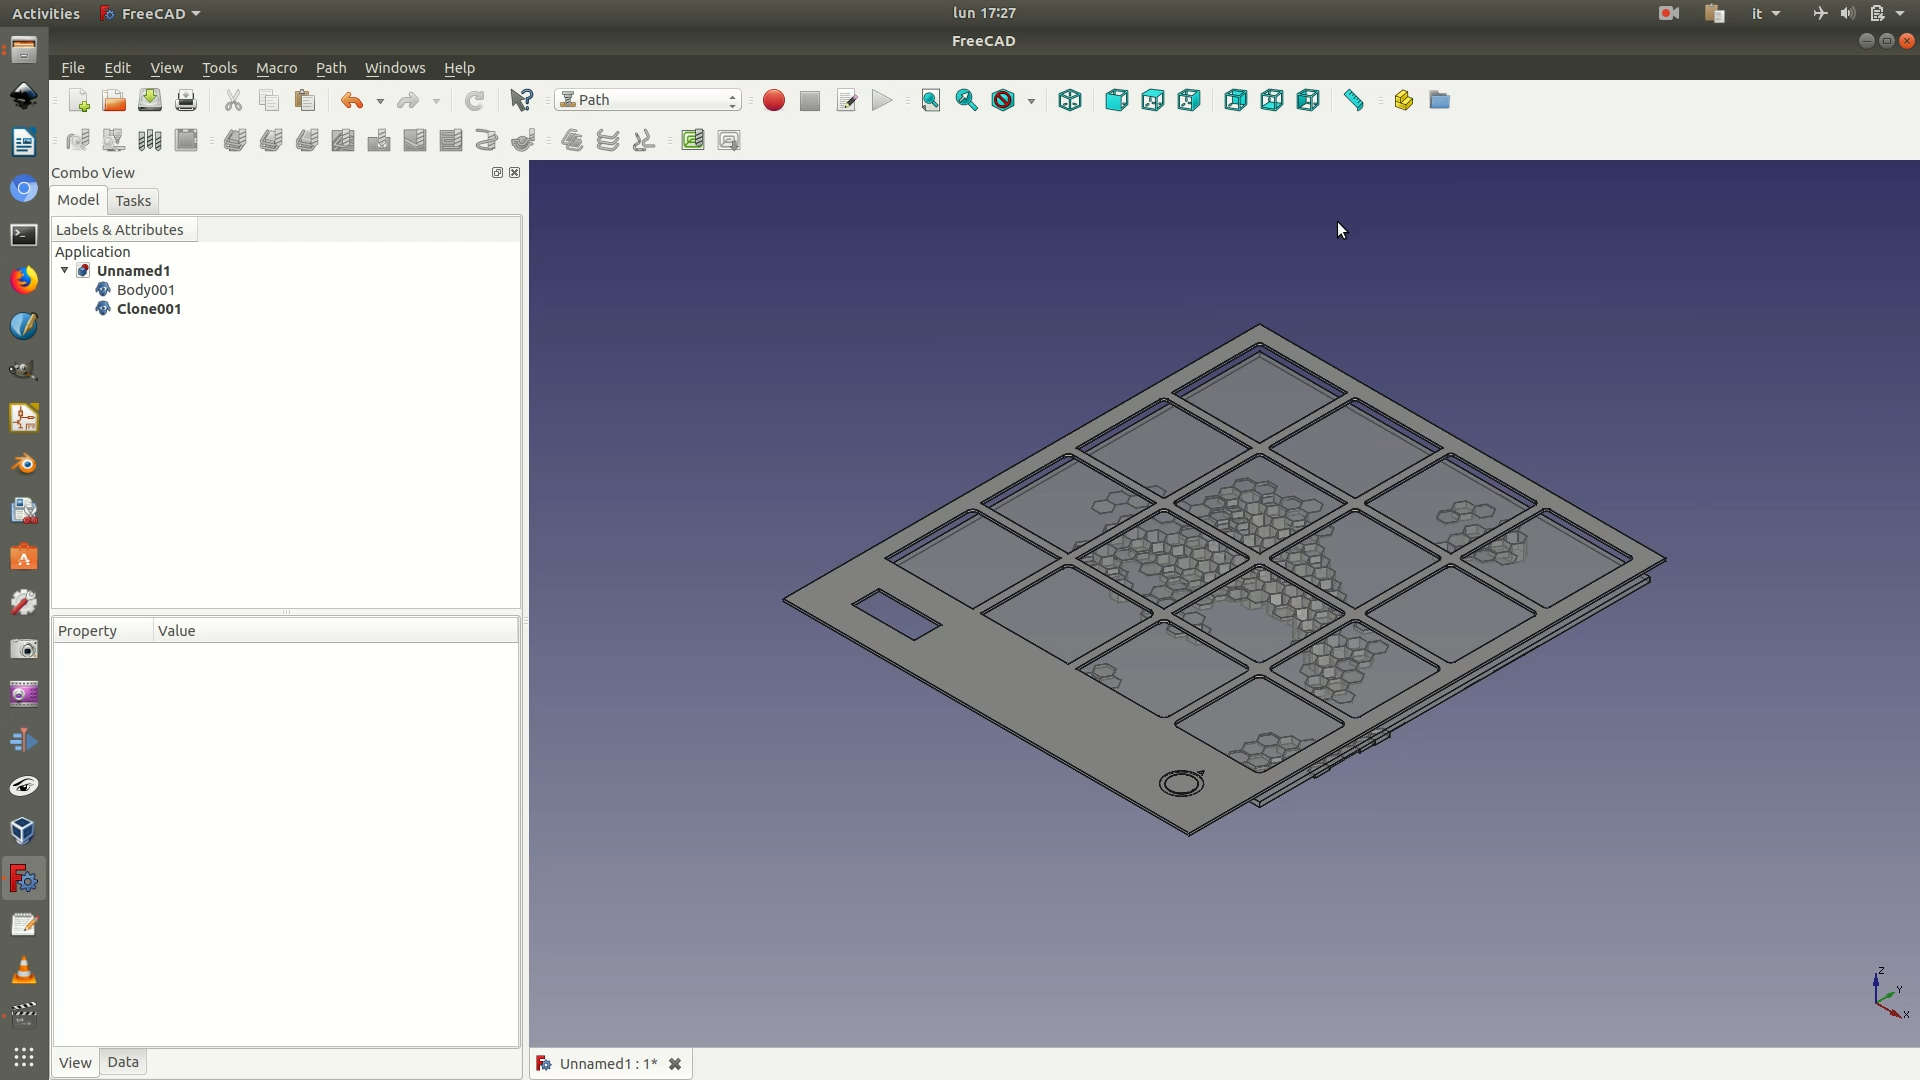 Activities FreeCAD lun 17:27 it
FreeCAD
File Edit View Tools Macro Path Windows Help
Path
Combo View
Model Tasks
Labels & Attributes
Application
Unnamed1
Body001
Clone001
Property Value
Z
Y
X
View Data
Unnamed1 : 1*